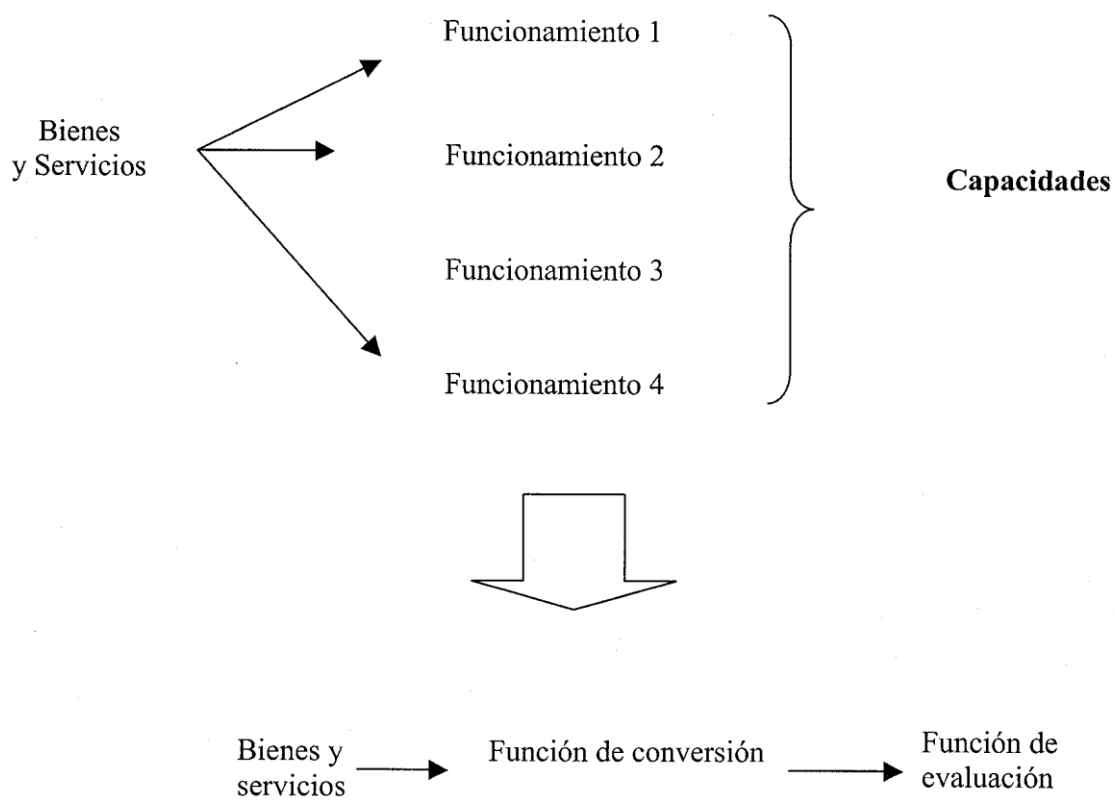 Funcionamiento 1
Bienes
y Servicios
Funcionamiento 2
Capacidades
Funcionamiento 3
Funcionamiento 4
Bienes y
servicios
Función de conversión
Función de
evaluación